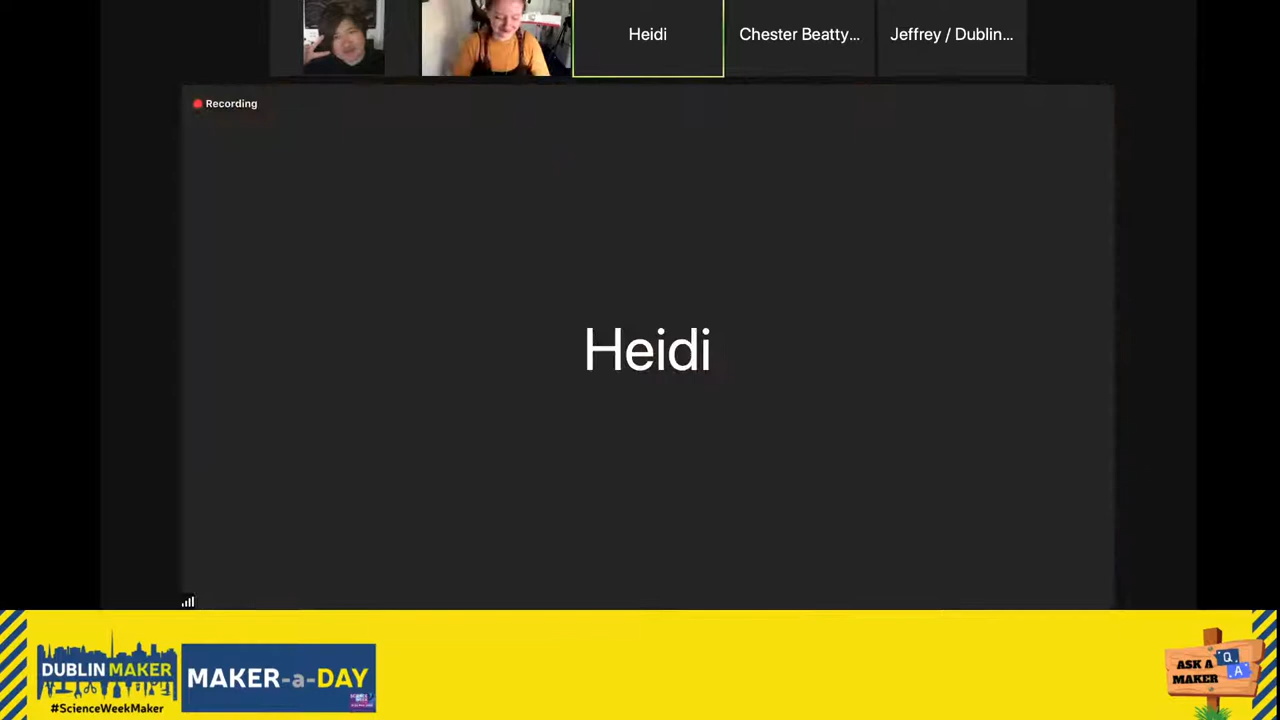 Heidi
Chester Beatty...
Jeffrey / Dublin...
Recording
Heidi
DUBLIN MAKER
#ScienceWeekMaker
MAKER-a-DAY
ASK A
MAKER
Q
A